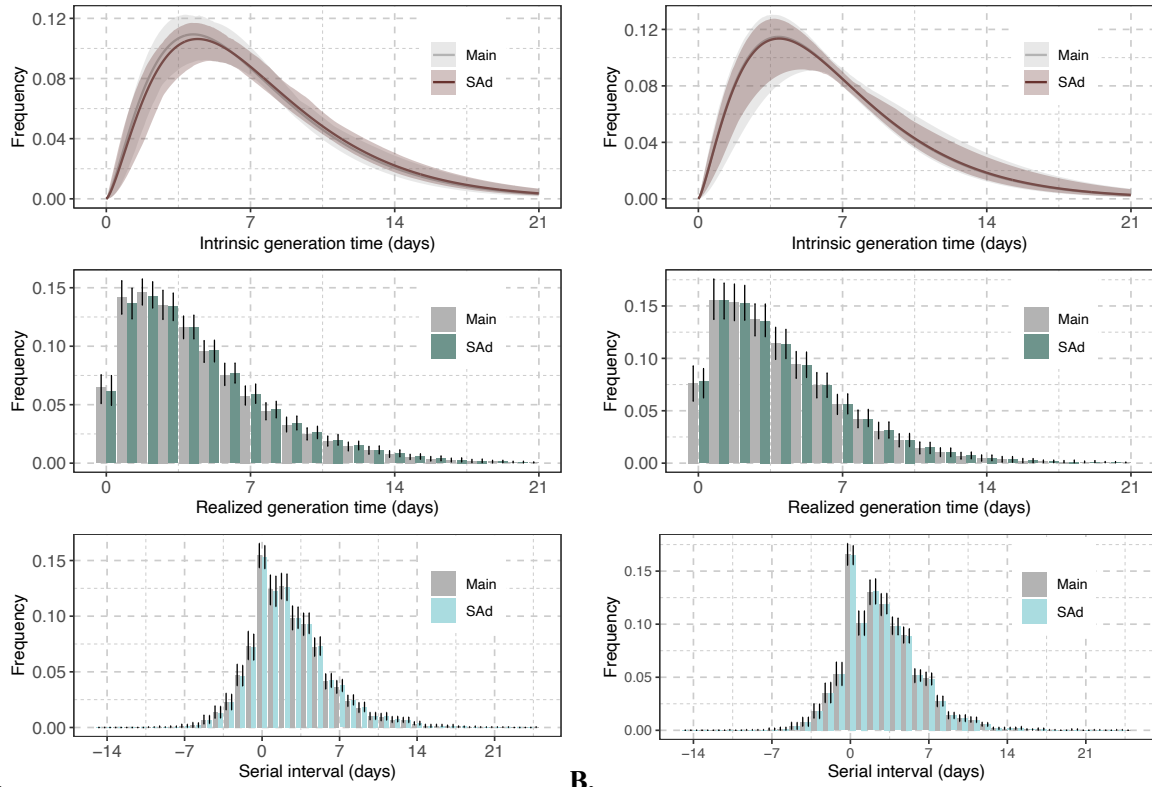 0.12
0.08
0.04
0.00
Frequency
Main
SAd
0 7 14 21
Intrinsic generation time (days)
0.15
0.10
0.05
0.00
Frequency
Main
SAd
0 7 14 21
Realized generation time (days)
0.15
0.10
0.05
0.00
Frequency
Main
SAd
−14 −7 0 7 14 21
Serial interval (days)
0.12
0.08
0.04
0.00
Frequency
Main
SAd
0 7 14 21
Intrinsic generation time (days)
0.15
0.10
0.05
0.00
Frequency
Main
SAd
0 7 14 21
Realized generation time (days)
0.15
0.10
0.05
0.00
Frequency
Main
SAd
−14 −7 0 7 14 21
Serial interval (days)
B.